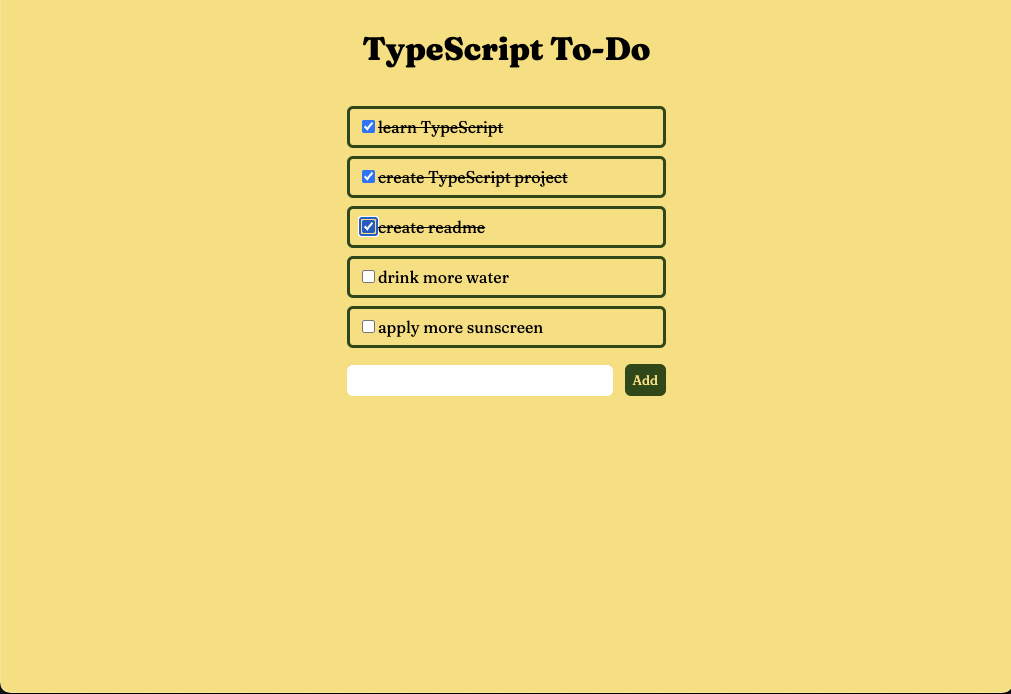 TypeScript To-Do
learn TypeScript
create TypeScript project
create readme
drink more water
apply more sunscreen
Add